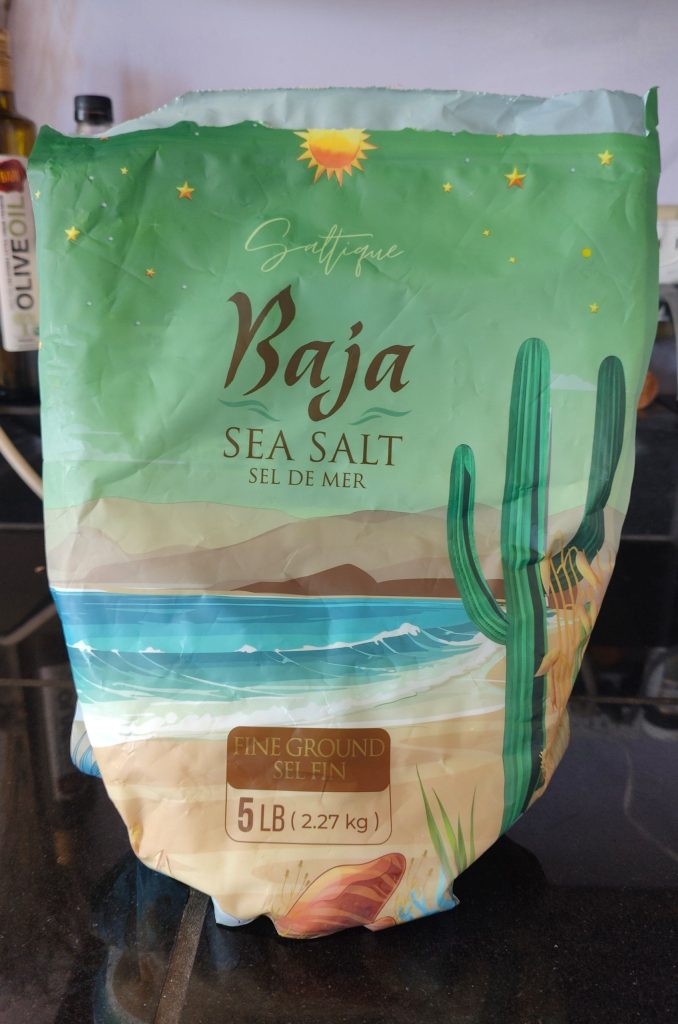 Saltique
Baja
SEA SALT
SEL DE MER
FINE GROUND
SEL FIN
5 LB ( 2.27 kg )
OLIVE OIL